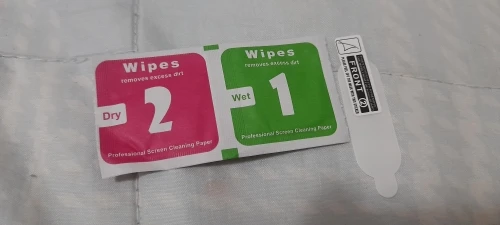 Wipes
removes excess dirt
Dry
2
Professional Screen Cleaning Paper
Wipes
removes excess dirt
Wet
1
Professional Screen Cleaning Paper
FRONT 2